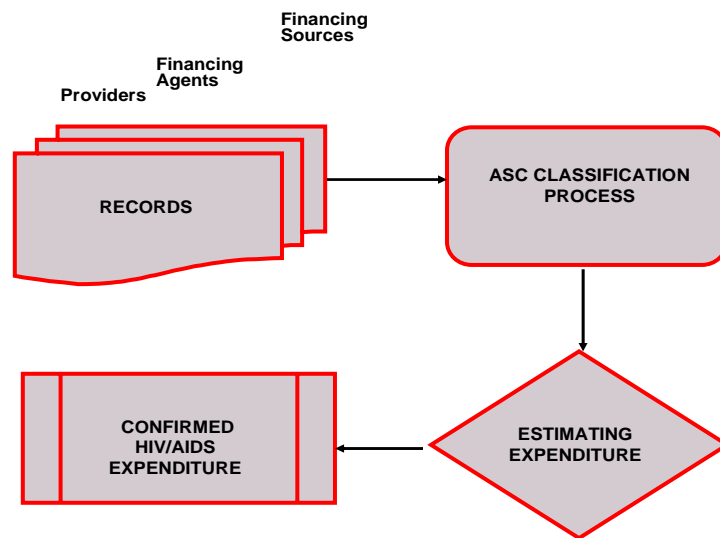 Financing
Sources
Financing
Agents
Providers
RECORDS
ASC CLASSIFICATION
PROCESS
CONFIRMED
HIV/AIDS
EXPENDITURE
ESTIMATING
EXPENDITURE